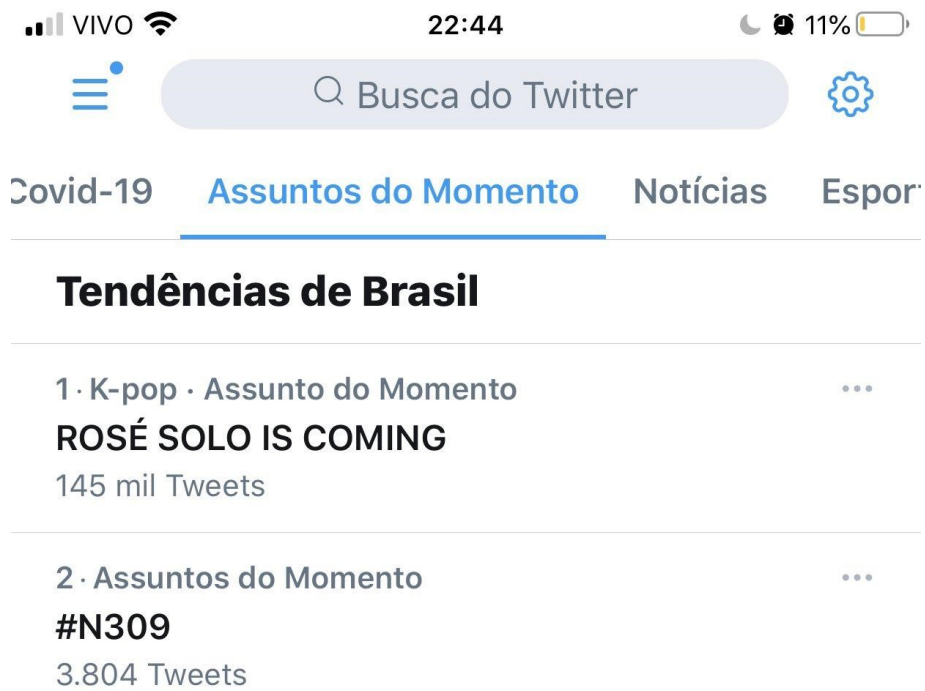 VIVO 22:44 11%
Busca do Twitter
Covid-19 Assuntos do Momento Notícias Espor
Tendências de Brasil
1 · K-pop · Assunto do Momento
ROSÉ SOLO IS COMING
145 mil Tweets
2 · Assuntos do Momento
#N309
3.804 Tweets